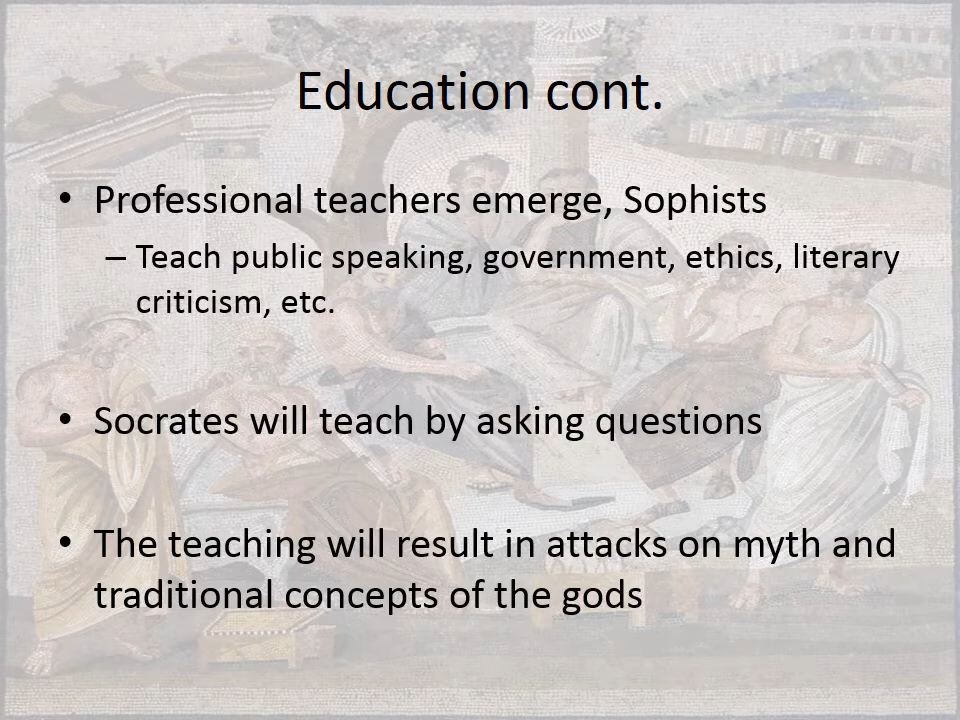 Education cont.
• Professional teachers emerge, Sophists
– Teach public speaking, government, ethics, literary
criticism, etc.
• Socrates will teach by asking questions
• The teaching will result in attacks on myth and
traditional concepts of the gods